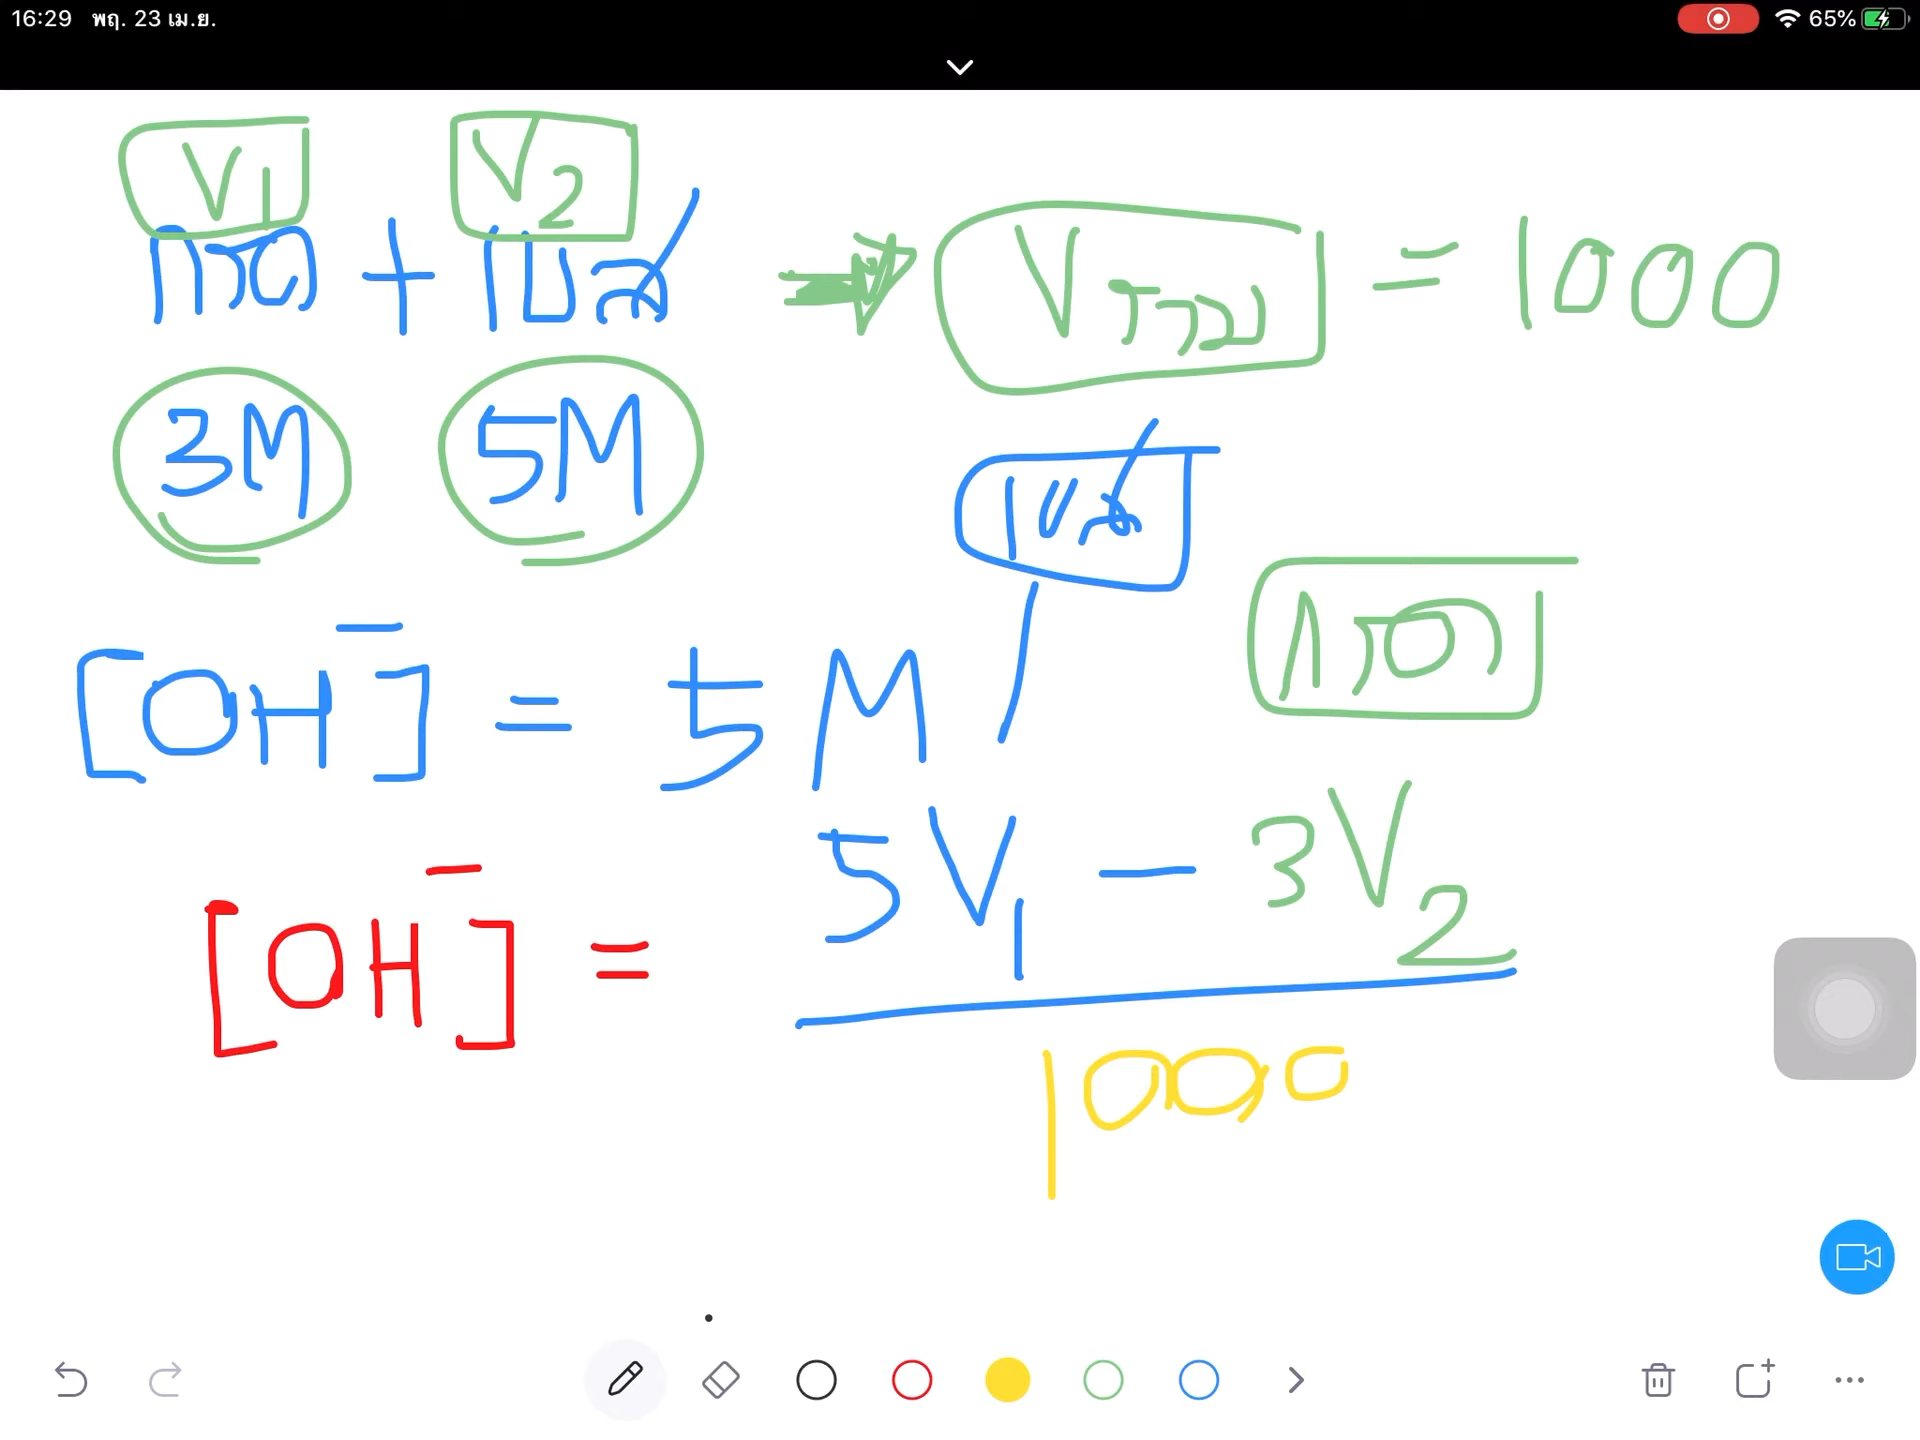 16:29 พฤ. 23 เม.ย. 65%
V₁ V₂
กรด + เบส ⇒ Vรวม = 1000
3M 5M
เบส
กรด
[OH⁻] = 5 M
[OH⁻] = 5V₁ - 3V₂
1000